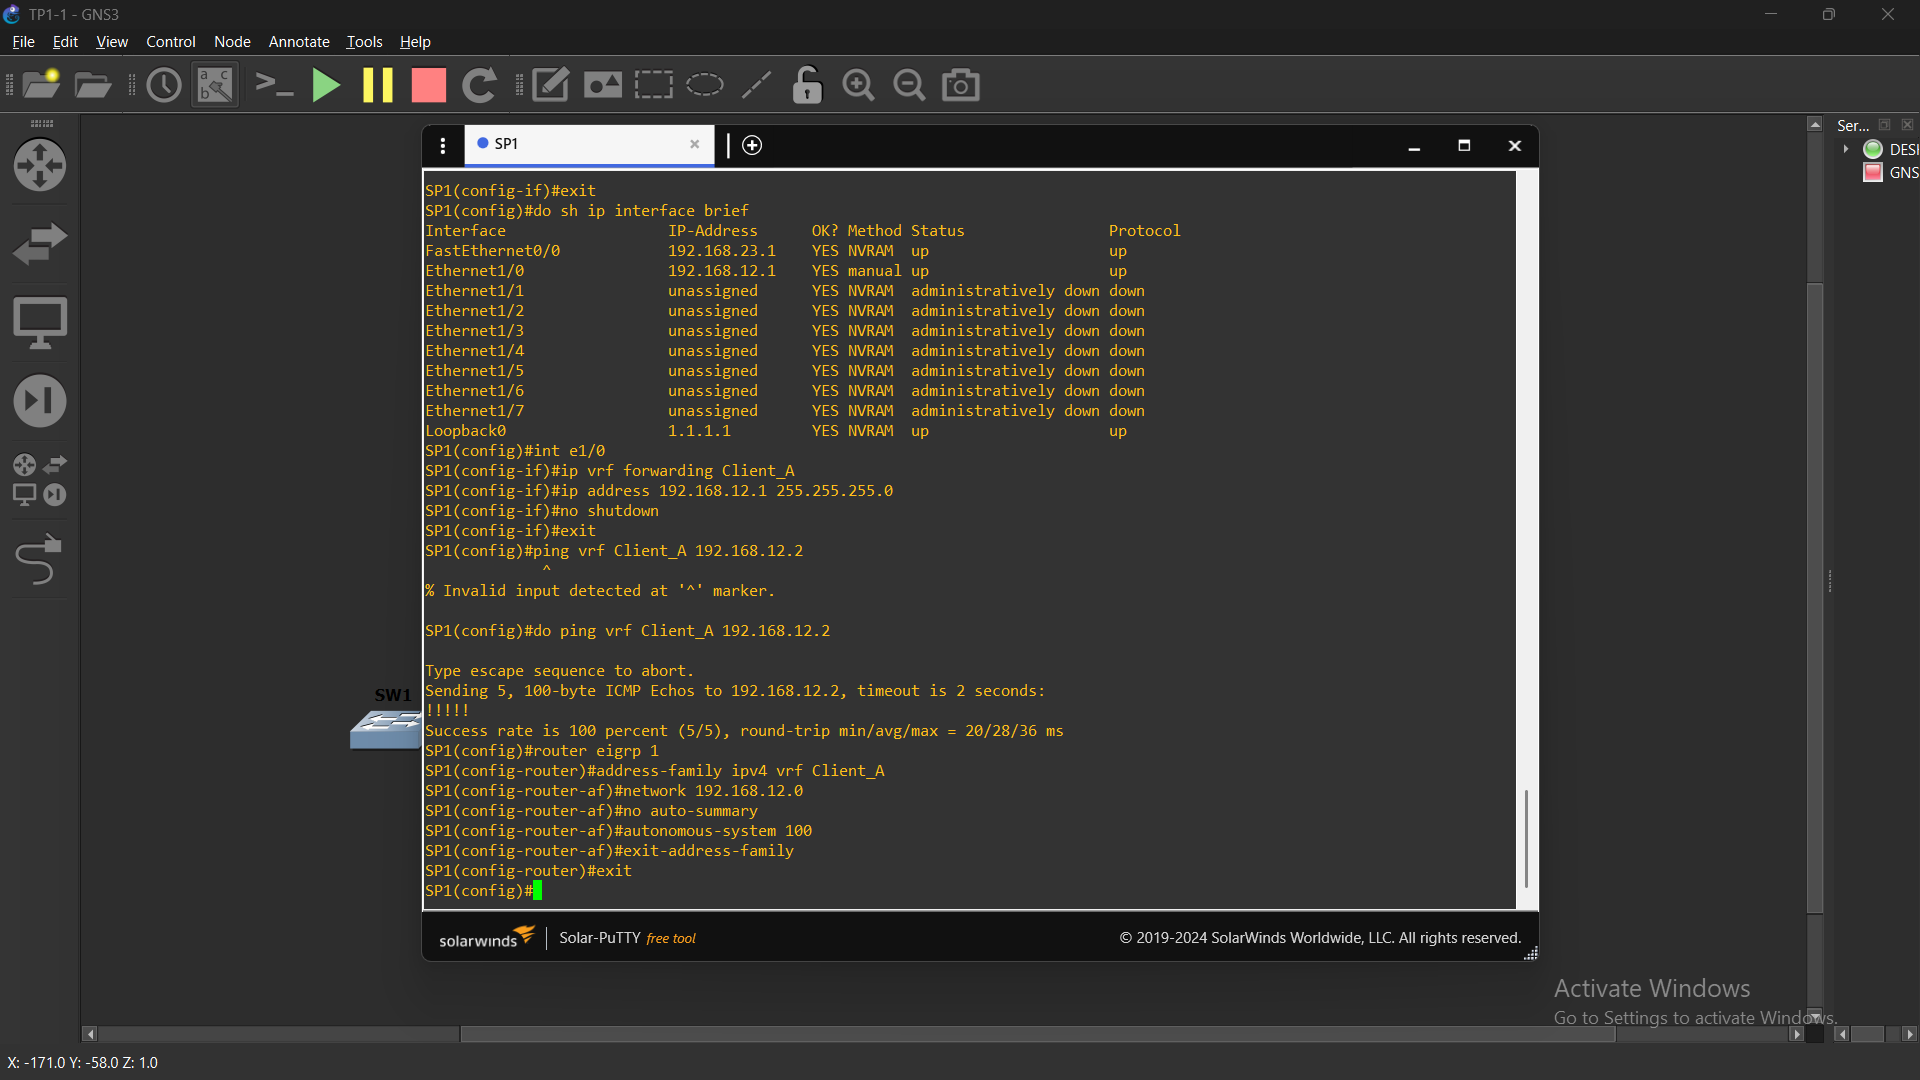 TP1-1 - GNS3
File Edit View Control Node Annotate Tools Help
SP1
Ser...
DESI
GNS
SW1
SP1(config-if)#exit
SP1(config)#do sh ip interface brief
Interface IP-Address OK? Method Status Protocol
FastEthernet0/0 192.168.23.1 YES NVRAM up up
Ethernet1/0 192.168.12.1 YES manual up up
Ethernet1/1 unassigned YES NVRAM administratively down down
Ethernet1/2 unassigned YES NVRAM administratively down down
Ethernet1/3 unassigned YES NVRAM administratively down down
Ethernet1/4 unassigned YES NVRAM administratively down down
Ethernet1/5 unassigned YES NVRAM administratively down down
Ethernet1/6 unassigned YES NVRAM administratively down down
Ethernet1/7 unassigned YES NVRAM administratively down down
Loopback0 1.1.1.1 YES NVRAM up up
SP1(config)#int e1/0
SP1(config-if)#ip vrf forwarding Client_A
SP1(config-if)#ip address 192.168.12.1 255.255.255.0
SP1(config-if)#no shutdown
SP1(config-if)#exit
SP1(config)#ping vrf Client_A 192.168.12.2
^
% Invalid input detected at '^' marker.
SP1(config)#do ping vrf Client_A 192.168.12.2
Type escape sequence to abort.
Sending 5, 100-byte ICMP Echos to 192.168.12.2, timeout is 2 seconds:
!!!!!
Success rate is 100 percent (5/5), round-trip min/avg/max = 20/28/36 ms
SP1(config)#router eigrp 1
SP1(config-router)#address-family ipv4 vrf Client_A
SP1(config-router-af)#network 192.168.12.0
SP1(config-router-af)#no auto-summary
SP1(config-router-af)#autonomous-system 100
SP1(config-router-af)#exit-address-family
SP1(config-router)#exit
SP1(config)#
solarwinds Solar-PuTTY free tool © 2019-2024 SolarWinds Worldwide, LLC. All rights reserved.
Activate Windows
Go to Settings to activate Windows.
X: -171.0 Y: -58.0 Z: 1.0